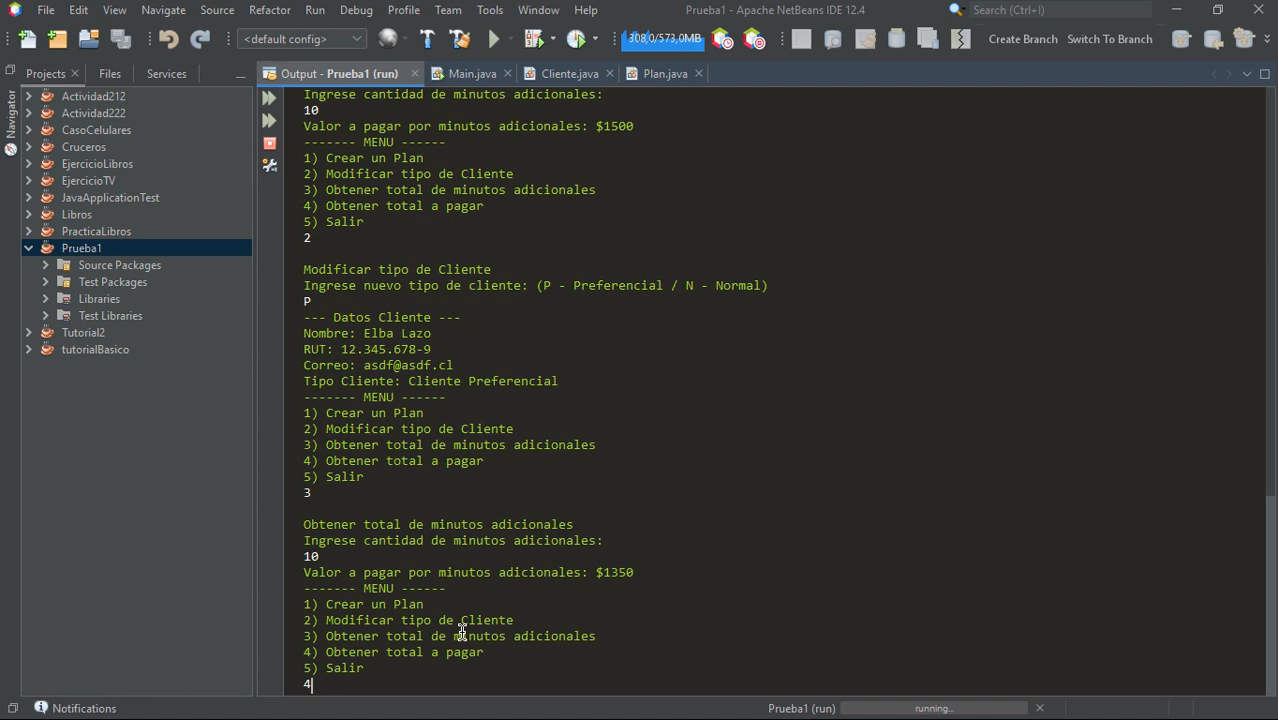 File Edit View Navigate Source Refactor Run Debug Profile Team Tools Window Help Prueba1 - Apache NetBeans IDE 12.4 Search (Ctrl+I)
<default config> 308,0/573,0MB Create Branch Switch To Branch
Projects Files Services Output - Prueba1 (run) Main.java Cliente.java Plan.java
Navigator
Actividad212
Actividad222
CasoCelulares
Cruceros
EjercicioLibros
EjercicioTV
JavaApplicationTest
Libros
PracticaLibros
Prueba1
Source Packages
Test Packages
Libraries
Test Libraries
Tutorial2
tutorialBasico
Ingrese cantidad de minutos adicionales:
10
Valor a pagar por minutos adicionales: $1500
------- MENU ------
1) Crear un Plan
2) Modificar tipo de Cliente
3) Obtener total de minutos adicionales
4) Obtener total a pagar
5) Salir
2
Modificar tipo de Cliente
Ingrese nuevo tipo de cliente: (P - Preferencial / N - Normal)
P
--- Datos Cliente ---
Nombre: Elba Lazo
RUT: 12.345.678-9
Correo: asdf@asdf.cl
Tipo Cliente: Cliente Preferencial
------- MENU ------
1) Crear un Plan
2) Modificar tipo de Cliente
3) Obtener total de minutos adicionales
4) Obtener total a pagar
5) Salir
3
Obtener total de minutos adicionales
Ingrese cantidad de minutos adicionales:
10
Valor a pagar por minutos adicionales: $1350
------- MENU ------
1) Crear un Plan
2) Modificar tipo de Cliente
3) Obtener total de minutos adicionales
4) Obtener total a pagar
5) Salir
4
Notifications Prueba1 (run) running...